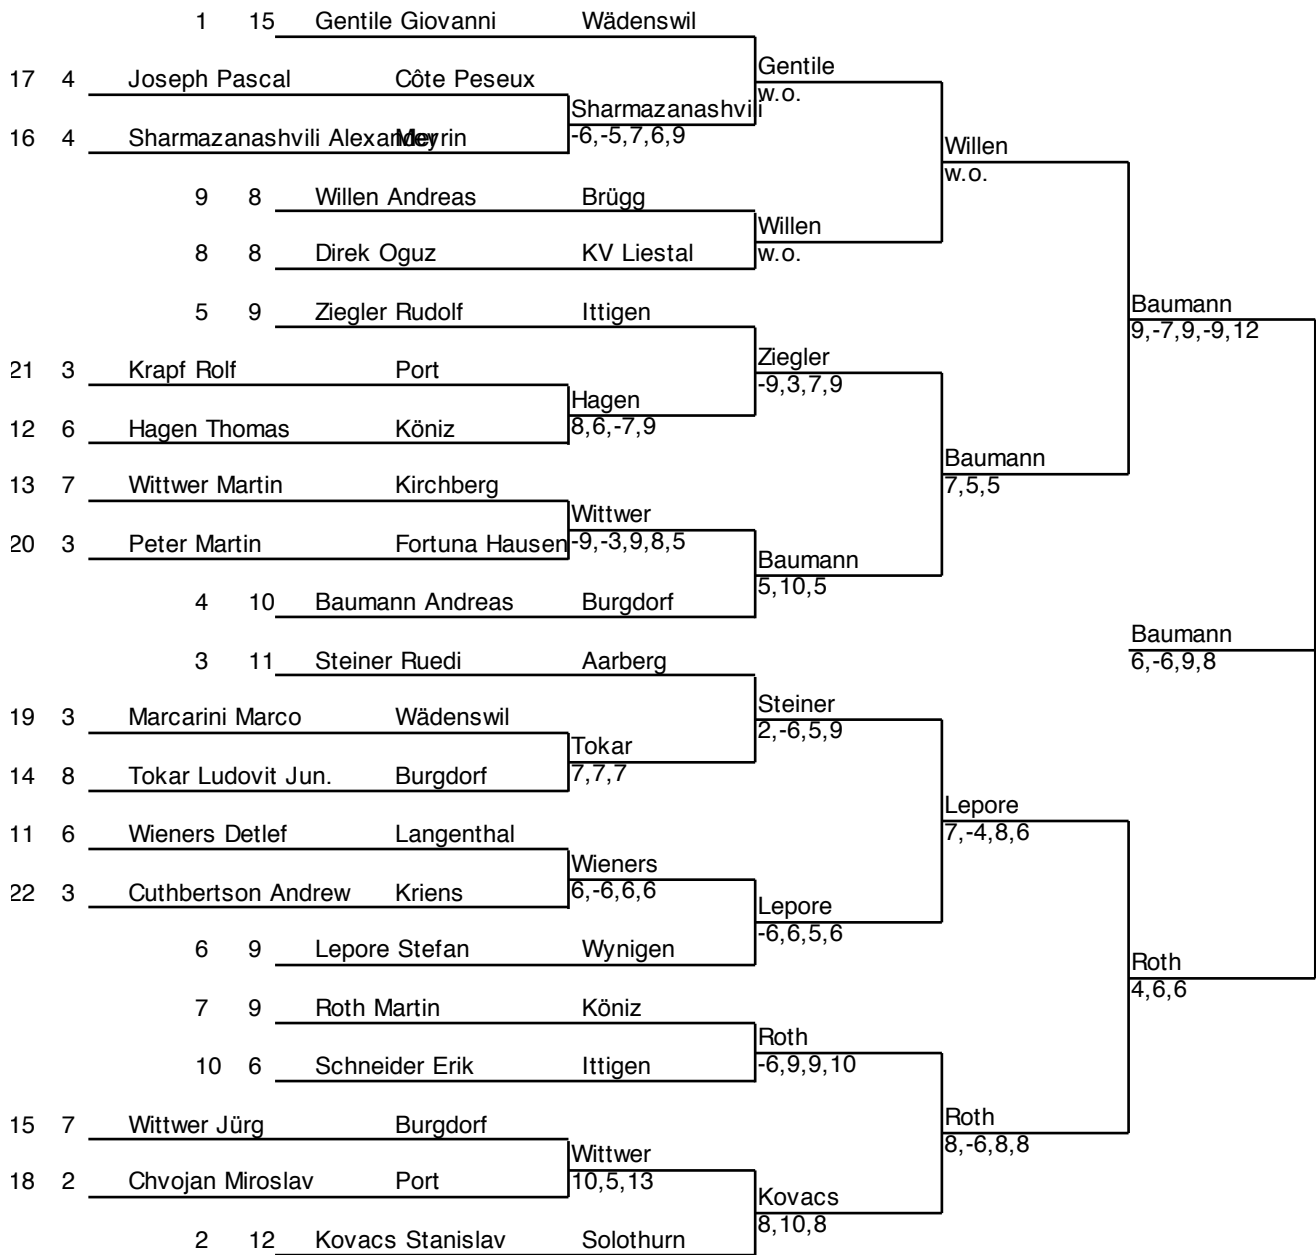 1 15 Gentile Giovanni Wädenswil
Gentile
17 4 Joseph Pascal Côte Peseux
w.o.
Sharmazanashvili
16 4 Sharmazanashvili Alexander Meyrin
-6,-5,7,6,9
Willen
w.o.
9 8 Willen Andreas Brügg
Willen
8 8 Direk Oguz KV Liestal
w.o.
5 9 Ziegler Rudolf Ittigen
Baumann
9,-7,9,-9,12
Ziegler
21 3 Krapf Rolf Port
-9,3,7,9
Hagen
12 6 Hagen Thomas Köniz
8,6,-7,9
Baumann
13 7 Wittwer Martin Kirchberg
7,5,5
Wittwer
20 3 Peter Martin Fortuna Hausen
-9,-3,9,8,5
Baumann
5,10,5
4 10 Baumann Andreas Burgdorf
Baumann
6,-6,9,8
3 11 Steiner Ruedi Aarberg
Steiner
19 3 Marcarini Marco Wädenswil
2,-6,5,9
Tokar
14 8 Tokar Ludovit Jun. Burgdorf
7,7,7
Lepore
11 6 Wieners Detlef Langenthal
7,-4,8,6
Wieners
22 3 Cuthbertson Andrew Kriens
6,-6,6,6
Lepore
-6,6,5,6
6 9 Lepore Stefan Wynigen
Roth
4,6,6
7 9 Roth Martin Köniz
Roth
10 6 Schneider Erik Ittigen
-6,9,9,10
15 7 Wittwer Jürg Burgdorf
Roth
8,-6,8,8
Wittwer
18 2 Chvojan Miroslav Port
10,5,13
Kovacs
8,10,8
2 12 Kovacs Stanislav Solothurn